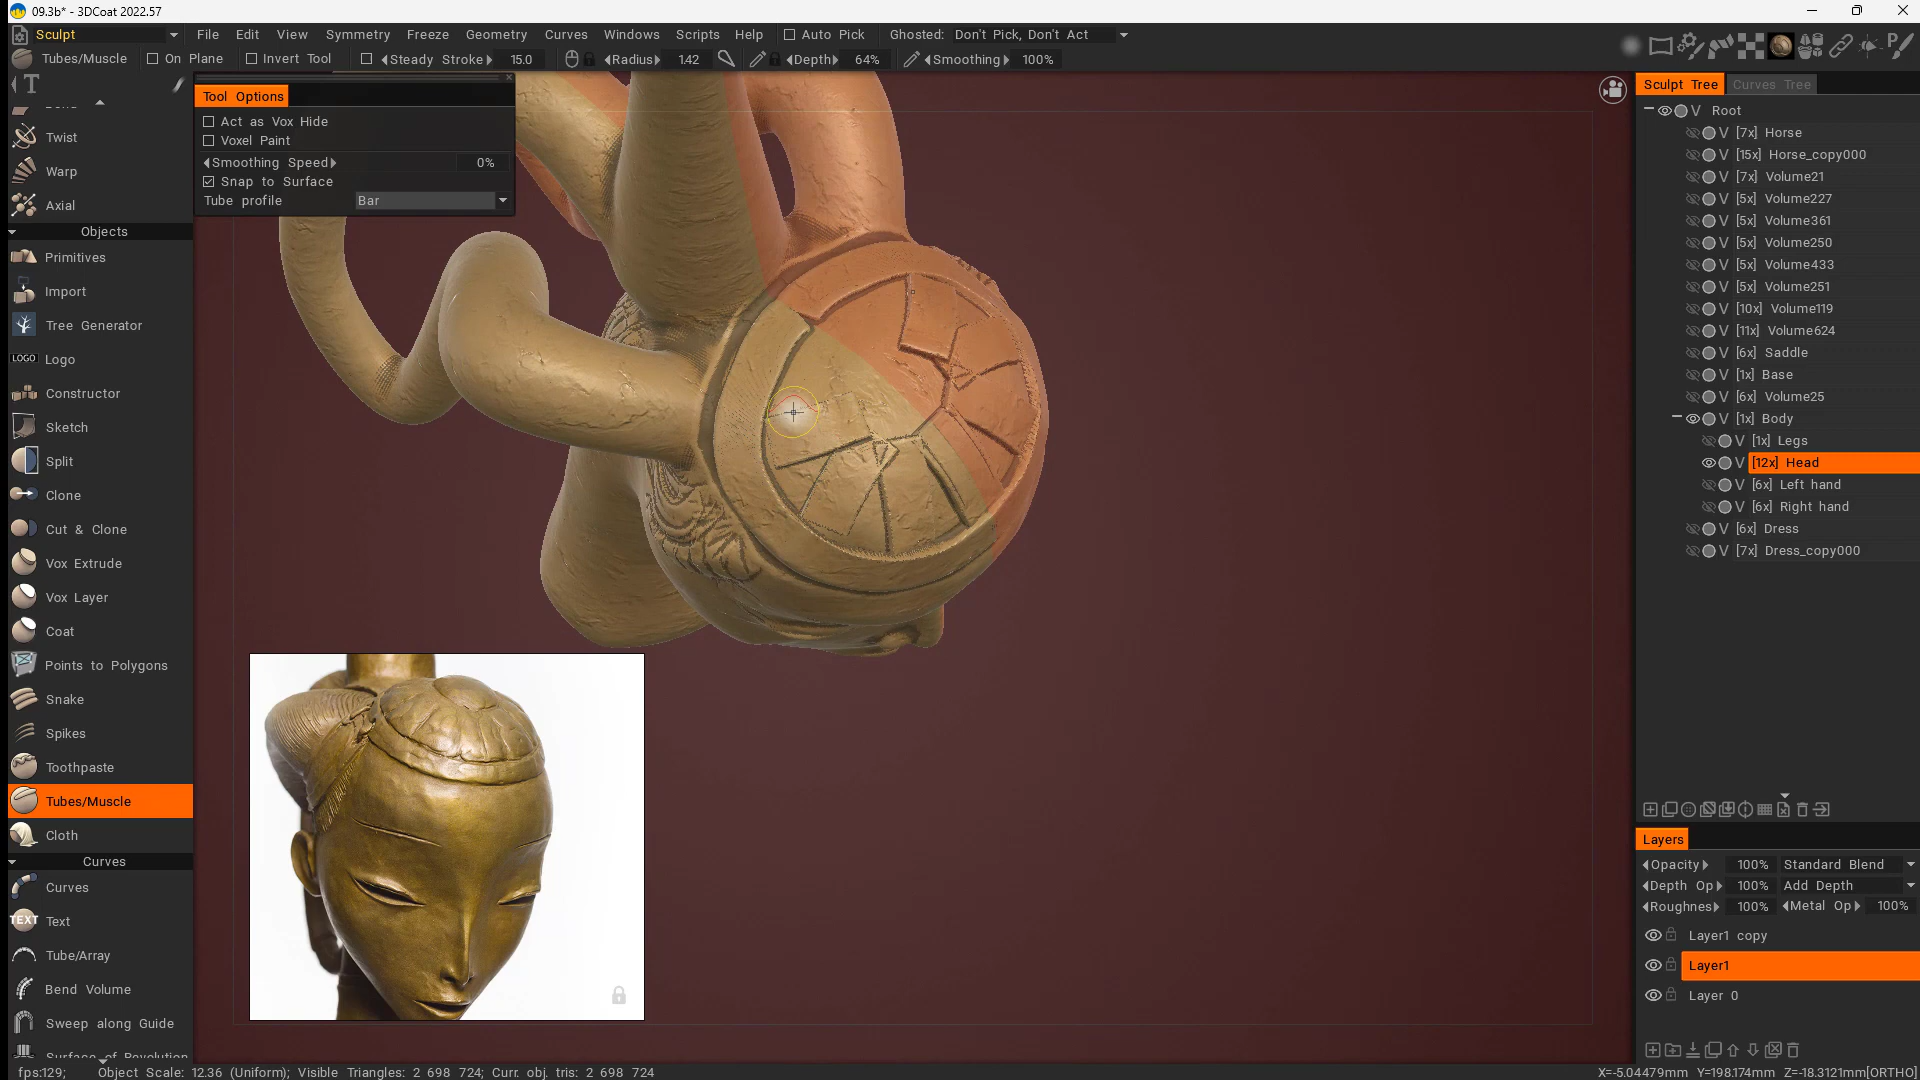 09.3b* - 3DCoat 2022.57
Sculpt File Edit View Symmetry Freeze Geometry Curves Windows Scripts Help Auto Pick Ghosted: Don't Pick, Don't Act
Tubes/Muscle On Plane Invert Tool Steady Stroke 15.0 Radius 1.42 Depth 64% Smoothing 100%
T
Twist
Warp
Axial
Objects
Primitives
Import
Tree Generator
LOGO Logo
Constructor
Sketch
Split
Clone
Cut & Clone
Vox Extrude
Vox Layer
Coat
Points to Polygons
Snake
Spikes
Toothpaste
Tubes/Muscle
Cloth
Curves
Curves
TEXT Text
Tube/Array
Bend Volume
Sweep along Guide
Surface of Revolution
Tool Options
Act as Vox Hide
Voxel Paint
Smoothing Speed 0%
Snap to Surface
Tube profile Bar
Sculpt Tree Curves Tree
V Root
V [7x] Horse
V [15x] Horse_copy000
V [7x] Volume21
V [5x] Volume227
V [5x] Volume361
V [5x] Volume250
V [5x] Volume433
V [5x] Volume251
V [10x] Volume119
V [11x] Volume624
V [6x] Saddle
V [1x] Base
V [6x] Volume25
V [1x] Body
V [1x] Legs
V [12x] Head
V [6x] Left hand
V [6x] Right hand
V [6x] Dress
V [7x] Dress_copy000
Layers
Opacity 100% Standard Blend
Depth Op 100% Add Depth
Roughnes 100% Metal Op 100%
Layer1 copy
Layer1
Layer 0
fps:129; Object Scale: 12.36 (Uniform); Visible Triangles: 2 698 724; Curr. obj. tris: 2 698 724
X=-5.04479mm Y=198.174mm Z=-18.3121mm[ORTHO]